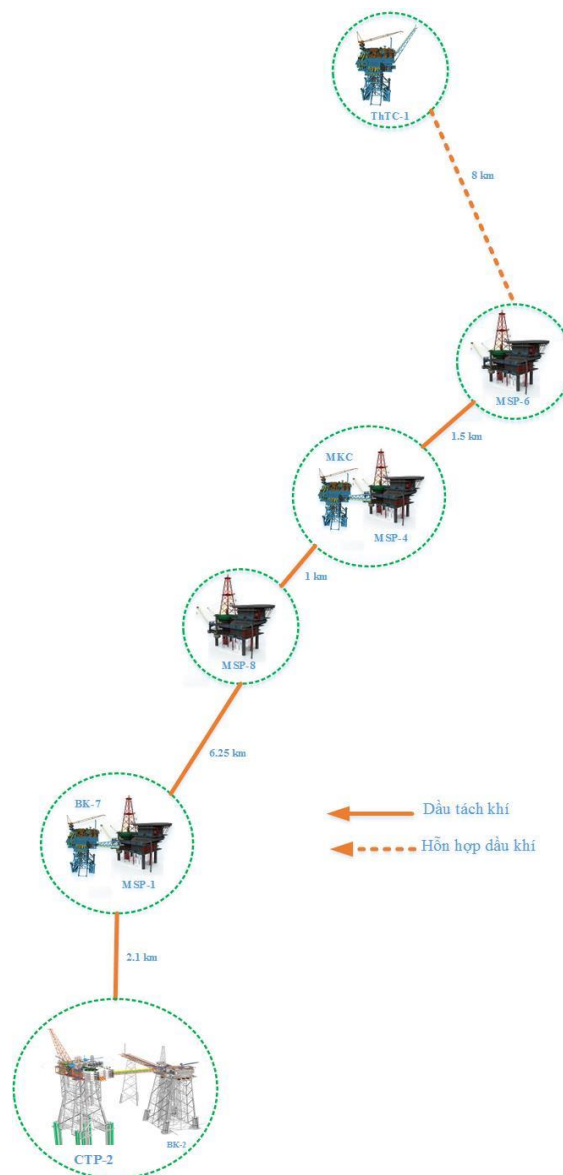 ThTC-1
8 km
MSP-6
1.5 km
MKC
MSP-4
1 km
MSP-8
6.25 km
BK-7
MSP-1
Dầu tách khí
Hỗn hợp dầu khí
2.1 km
BK-2
CTP-2